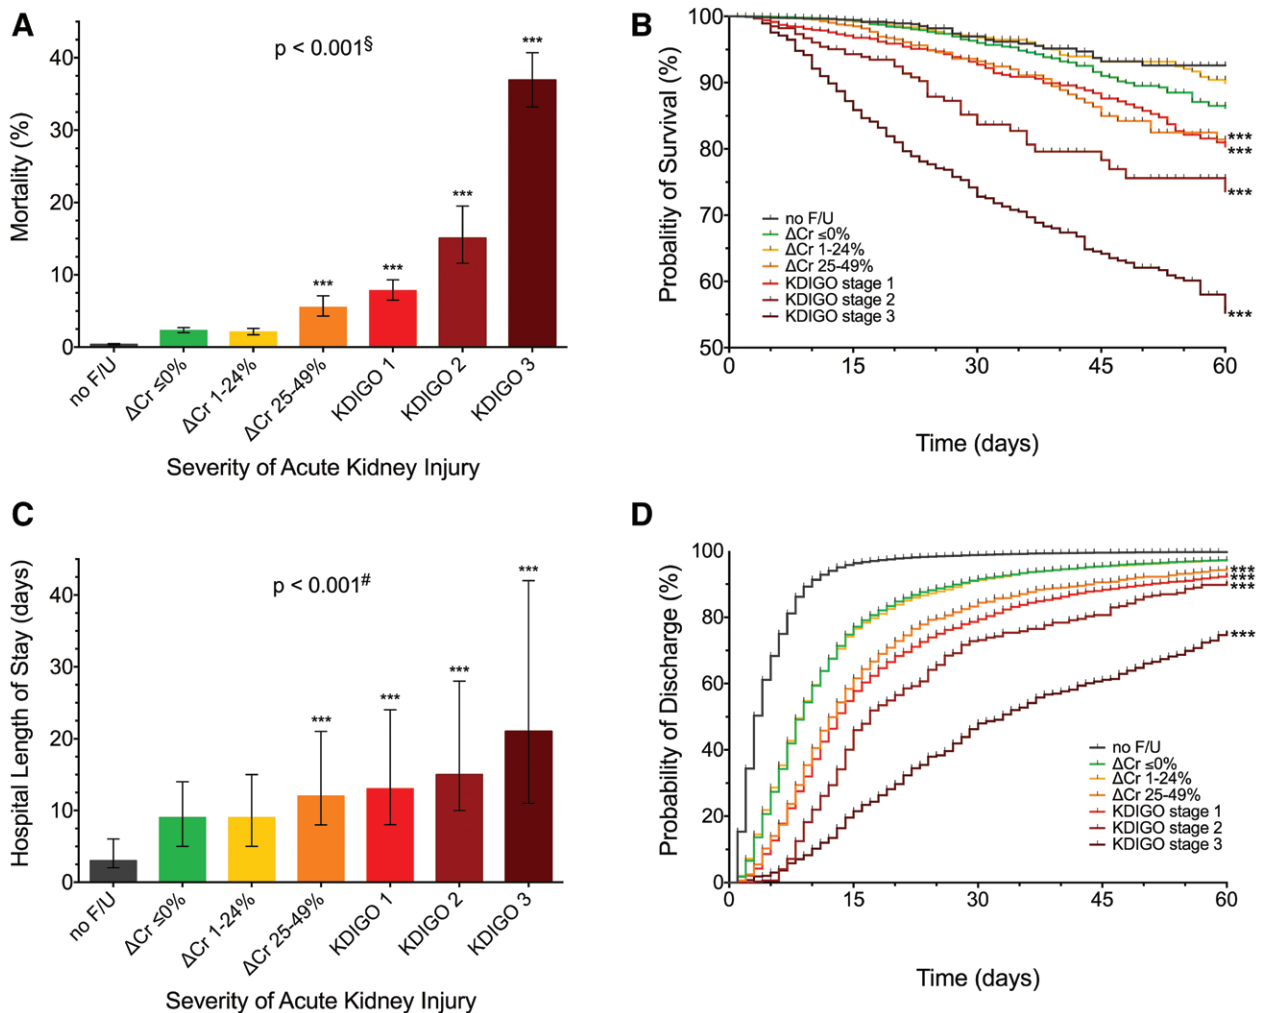 A
Mortality (%)
40
30
20
10
0
p < 0.001§
***
***
***
***
no F/U
ΔCr ≤0%
ΔCr 1-24%
ΔCr 25-49%
KDIGO 1
KDIGO 2
KDIGO 3
Severity of Acute Kidney Injury
B
Probalitiy of Survival (%)
100
90
80
70
60
50
no F/U
ΔCr ≤0%
ΔCr 1-24%
ΔCr 25-49%
KDIGO stage 1
KDIGO stage 2
KDIGO stage 3
***
***
***
***
0
15
30
45
60
Time (days)
C
Hospital Length of Stay (days)
40
30
20
10
0
p < 0.001#
***
***
***
***
no F/U
ΔCr ≤0%
ΔCr 1-24%
ΔCr 25-49%
KDIGO 1
KDIGO 2
KDIGO 3
Severity of Acute Kidney Injury
D
Probability of Discharge (%)
100
80
60
40
20
0
***
***
***
***
no F/U
ΔCr ≤0%
ΔCr 1-24%
ΔCr 25-49%
KDIGO stage 1
KDIGO stage 2
KDIGO stage 3
0
15
30
45
60
Time (days)